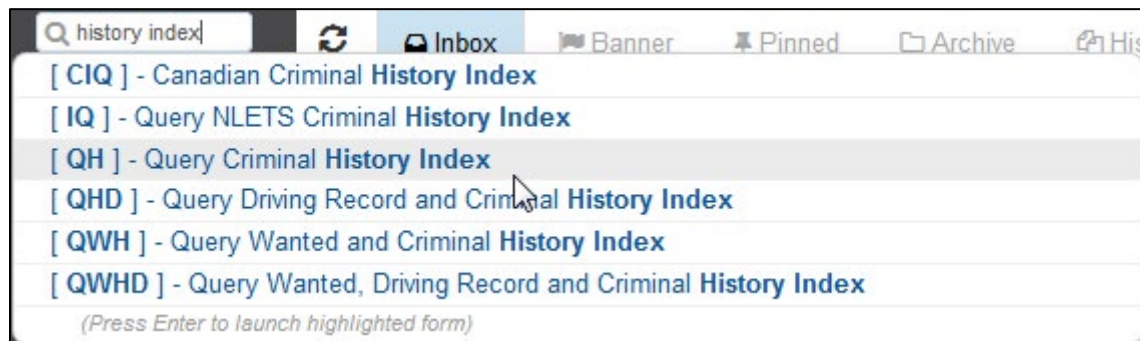 history index Inbox Banner Pinned Archive His
[ CIQ ] - Canadian Criminal History Index
[ IQ ] - Query NLETS Criminal History Index
[ QH ] - Query Criminal History Index
[ QHD ] - Query Driving Record and Criminal History Index
[ QWH ] - Query Wanted and Criminal History Index
[ QWHD ] - Query Wanted, Driving Record and Criminal History Index
(Press Enter to launch highlighted form)